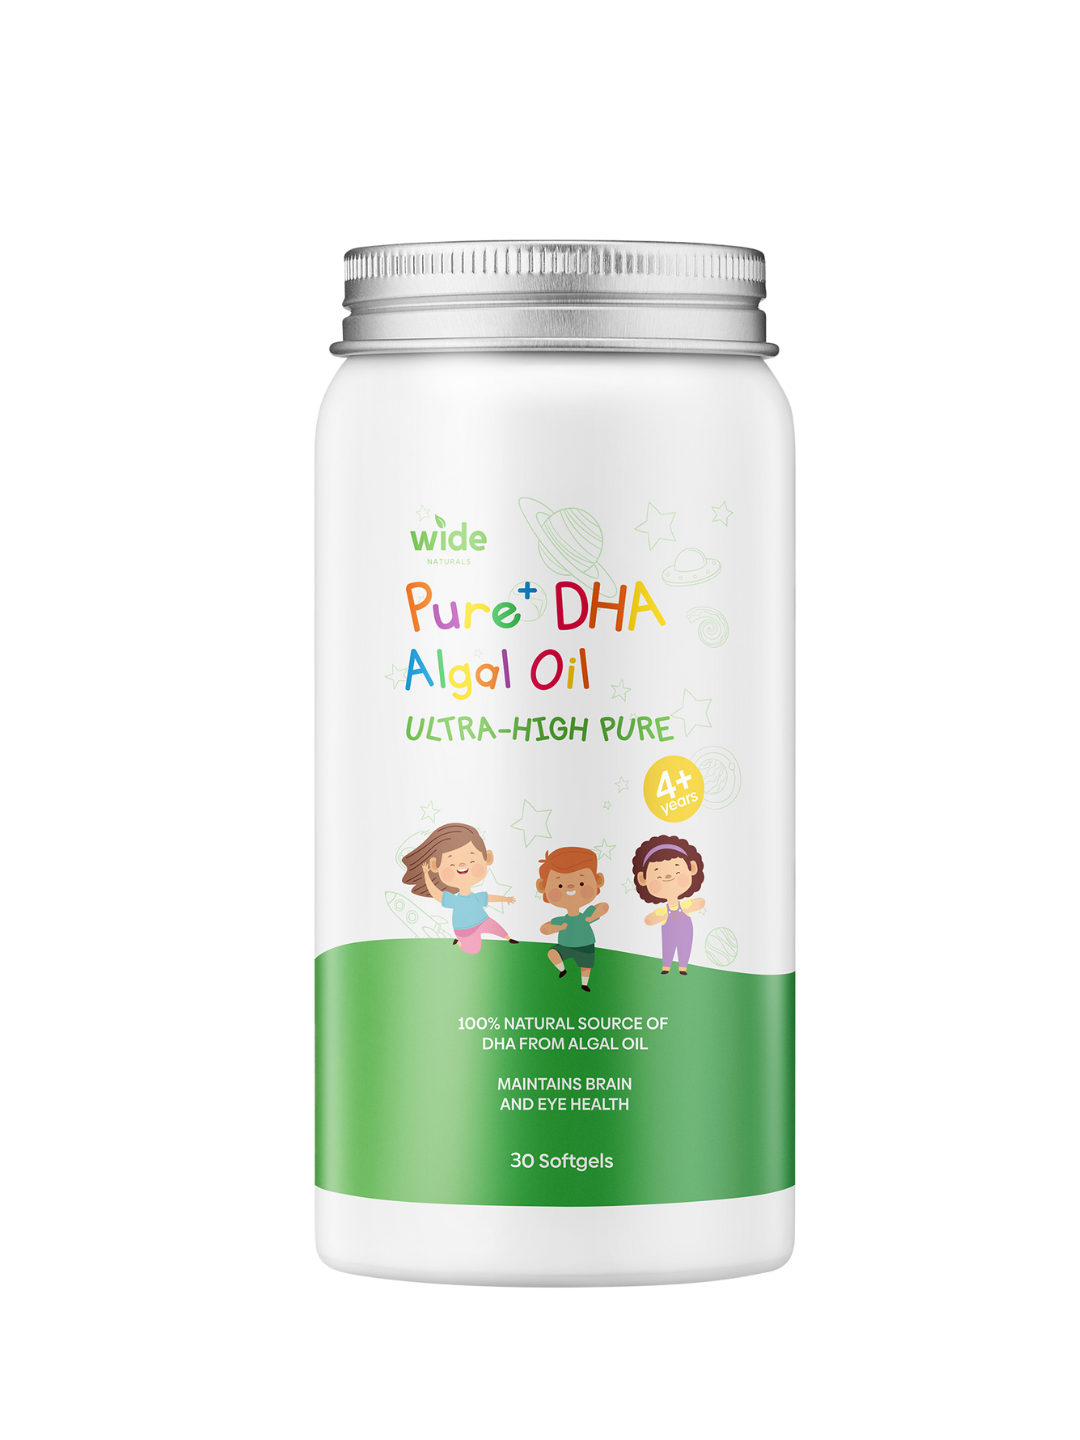 wide
NATURALS
Pure+ DHA
Algal Oil
ULTRA-HIGH PURE
4+
years
100% NATURAL SOURCE OF
DHA FROM ALGAL OIL
MAINTAINS BRAIN
AND EYE HEALTH
30 Softgels